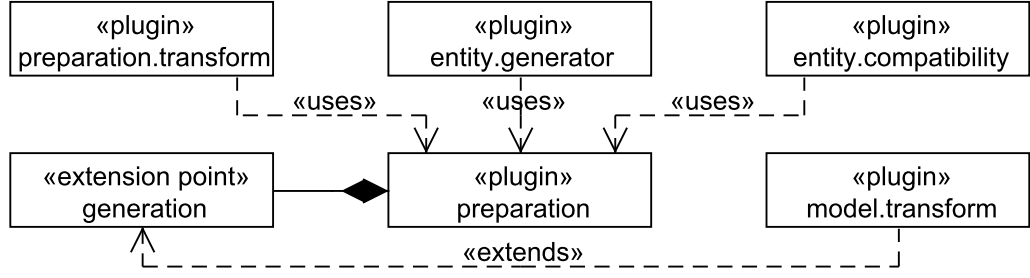 «plugin»
preparation.transform
«plugin»
entity.generator
«plugin»
entity.compatibility
«uses»
«uses»
«uses»
«extension point»
generation
«plugin»
preparation
«plugin»
model.transform
«extends»